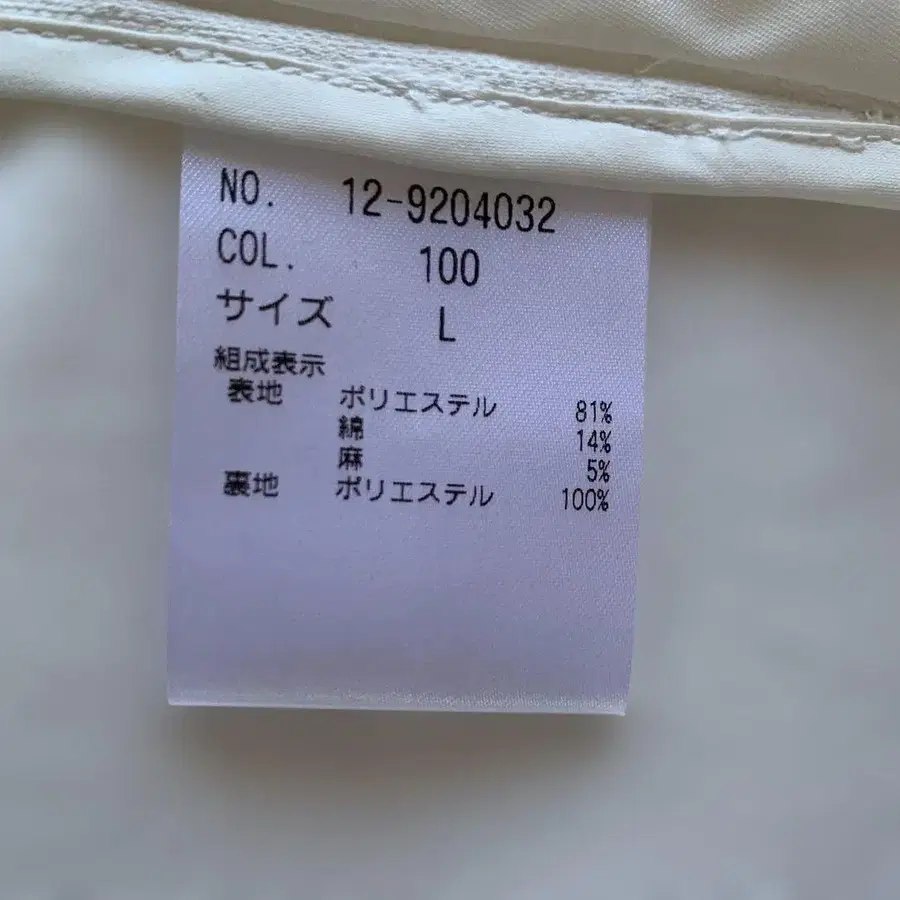 NO. 12-9204032
COL. 100
サイズ L
組成表示
表地 ポリエステル 81%
綿 14%
麻 5%
裏地 ポリエステル 100%